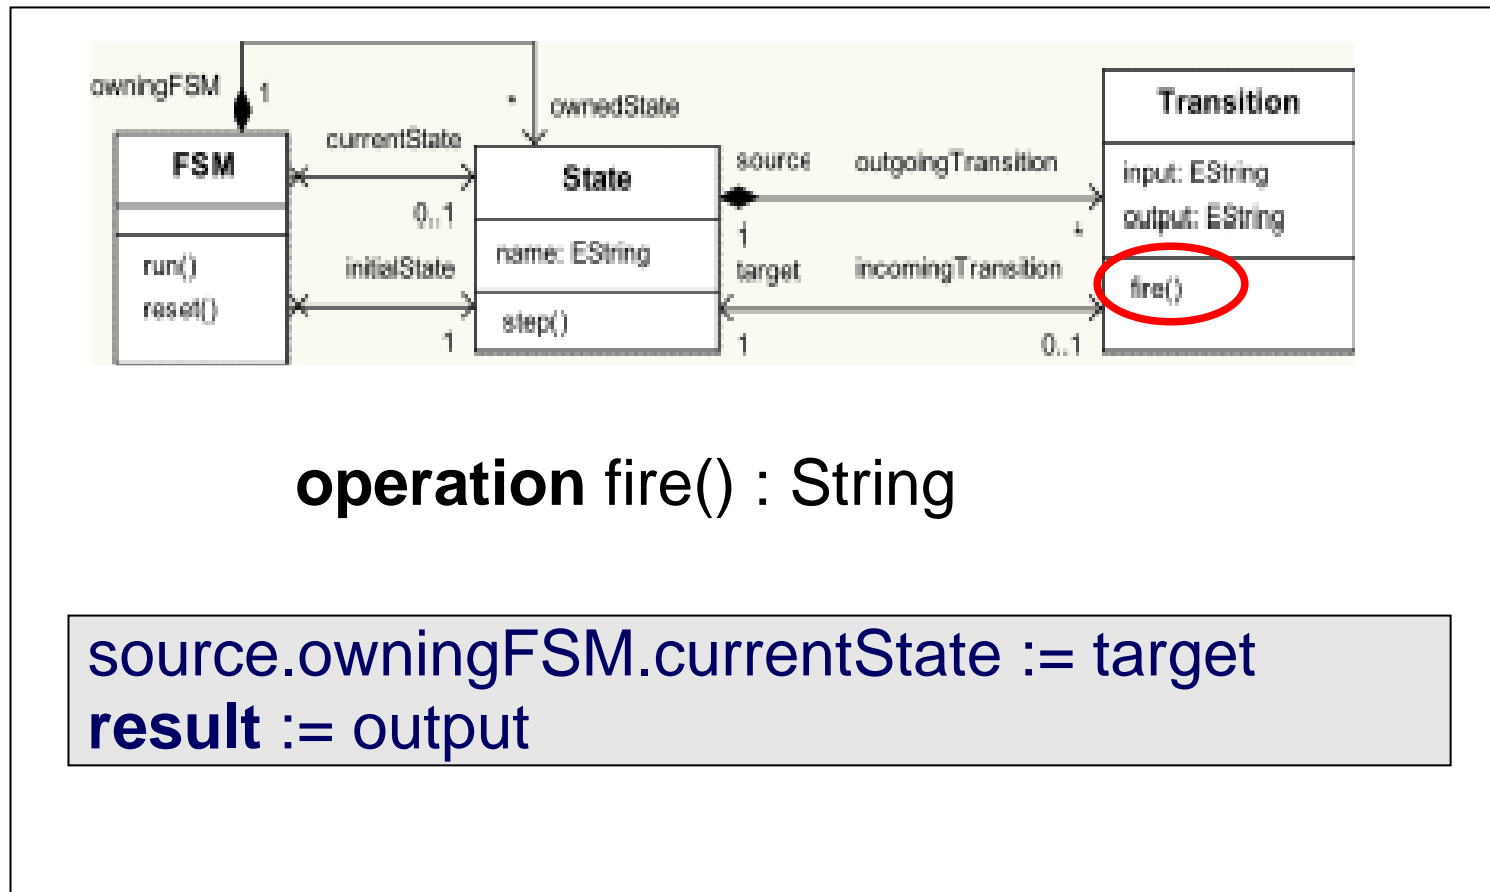 owningFSM
1
*
ownedState
FSM
run()
reset()
currentState
0..1
initialState
1
State
name: EString
step()
source
outgoingTransition
1
*
target
incomingTransition
1
0..1
Transition
input: EString
output: EString
fire()
operation fire() : String
source.owningFSM.currentState := target
result := output